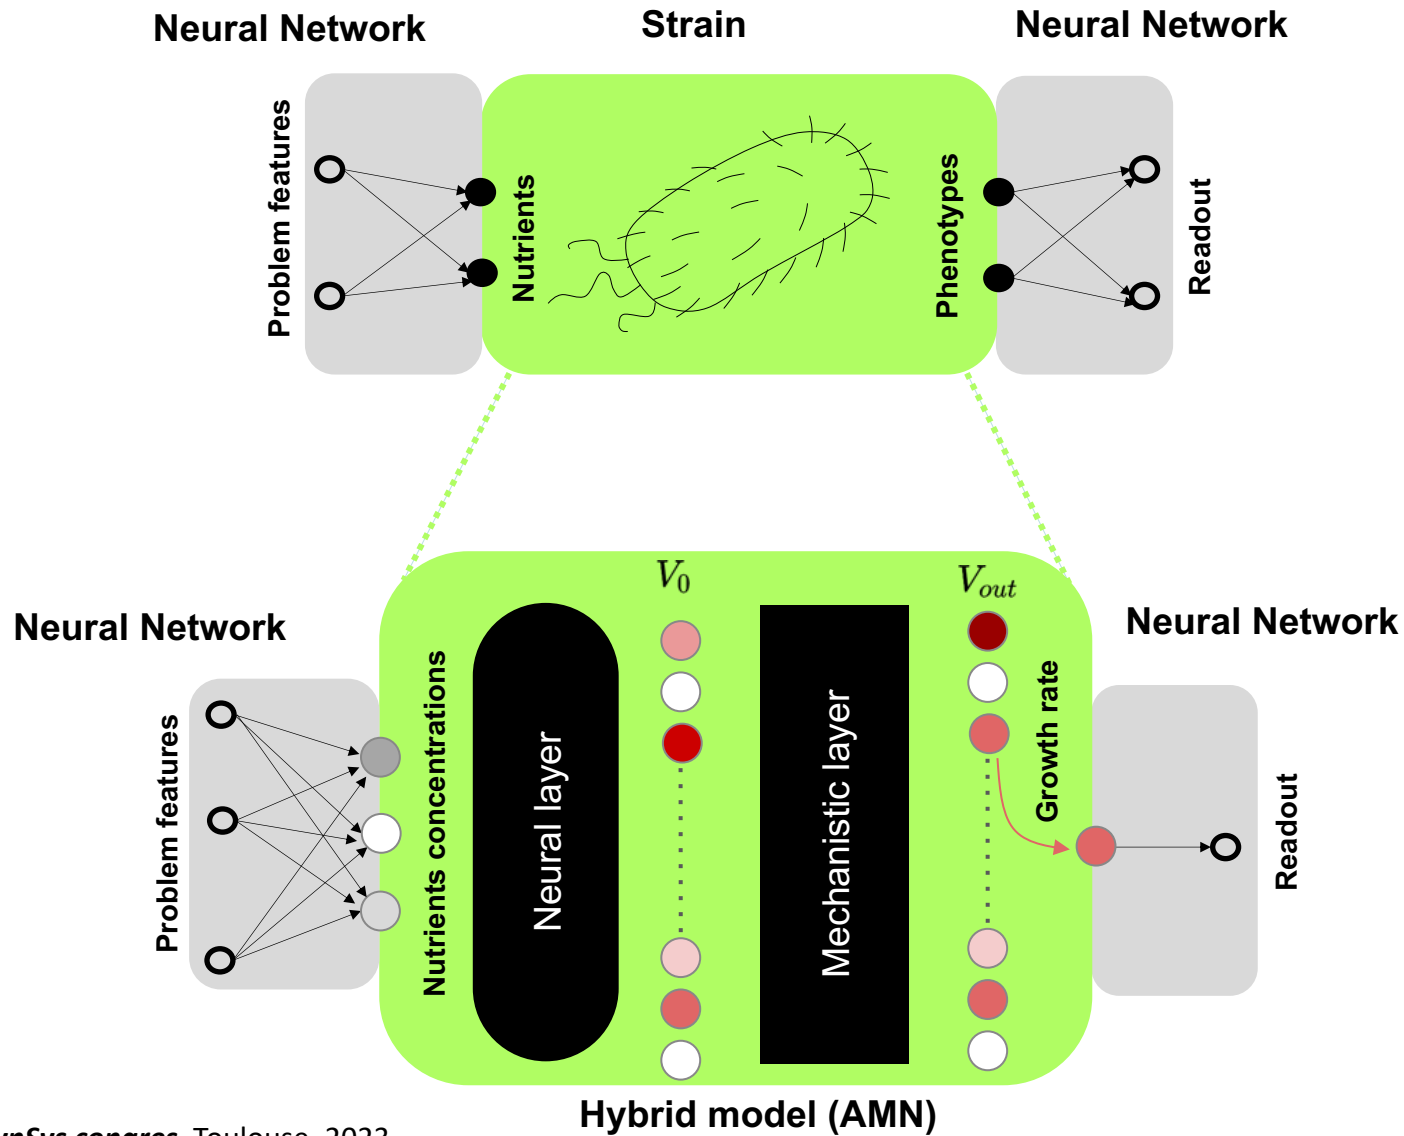 Neural Network
Strain
Neural Network
Problem features
Nutrients
Phenotypes
Readout
V0
Vout
Neural Network
Neural Network
Problem features
Nutrients concentrations
Neural layer
Mechanistic layer
Growth rate
Readout
Hybrid model (AMN)
congres, Toulouse, 2023